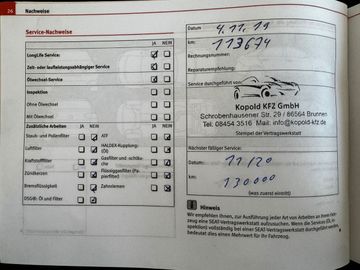 26
Nachweise
Service-Nachweise
JA NEIN
LongLife Service:
Zeit- oder laufleistungsabhängiger Service
Ölwechsel-Service
Inspektion
Ohne Ölwechsel
Mit Ölwechsel
Zusätzliche Arbeiten JA NEIN JA NEIN
Staub- und Pollenfilter ATF
Luftfilter HALDEX-Kupplung: (Öl)
Kraftstofffilter
Zündkerzen
Bremsflüssigkeit Zahnriemen
DSG®: Öl und Filter
Datum 4.11.11
km: 113674
Rechnungsnummer:
Reparaturempfehlung:
Service durchgeführt von:
Kopold KFZ GmbH
Schrobenhausener Str. 29 / 86564 Brunnen
Tel.: 08454 3516 Mail: info@kopold-kfz.de
Stempel der Vertragswerkstatt
Nächster fälliger Service:
Datum: 11/20
km: 130000
(was zuerst eintritt)
Hinweis
Wir empfehlen Ihnen, zur Ausführung jeder Art von Arbeiten an Ihrem Fahrzeug eine SEAT-Vertragswerkstatt aufzusuchen. Wenn die Services (Öl, Inspektion) vollständig bei einer SEAT-Vertragswerkstatt durchgeführt werden, bedeutet dies einen Mehrwert für Ihr Fahrzeug.